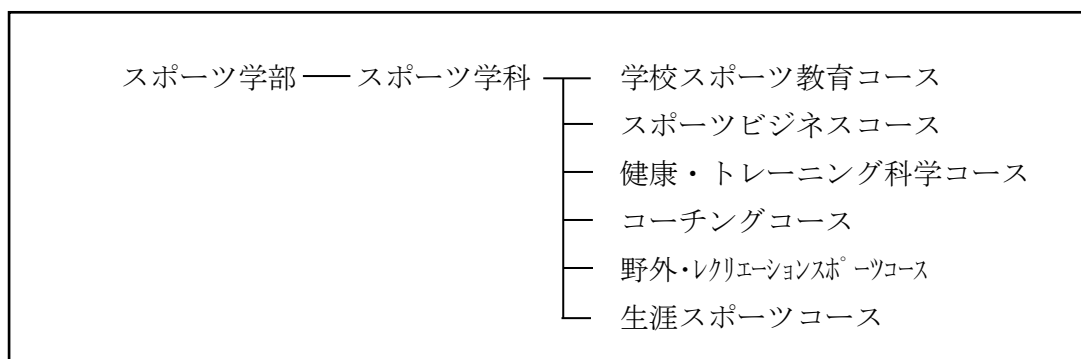 スポーツ学部 スポーツ学科 学校スポーツ教育コース
スポーツビジネスコース
健康・トレーニング科学コース
コーチングコース
野外・ﾚｸﾘｴｰｼｮﾝｽﾎﾟｰﾂｺｰｽ
生涯スポーツコース